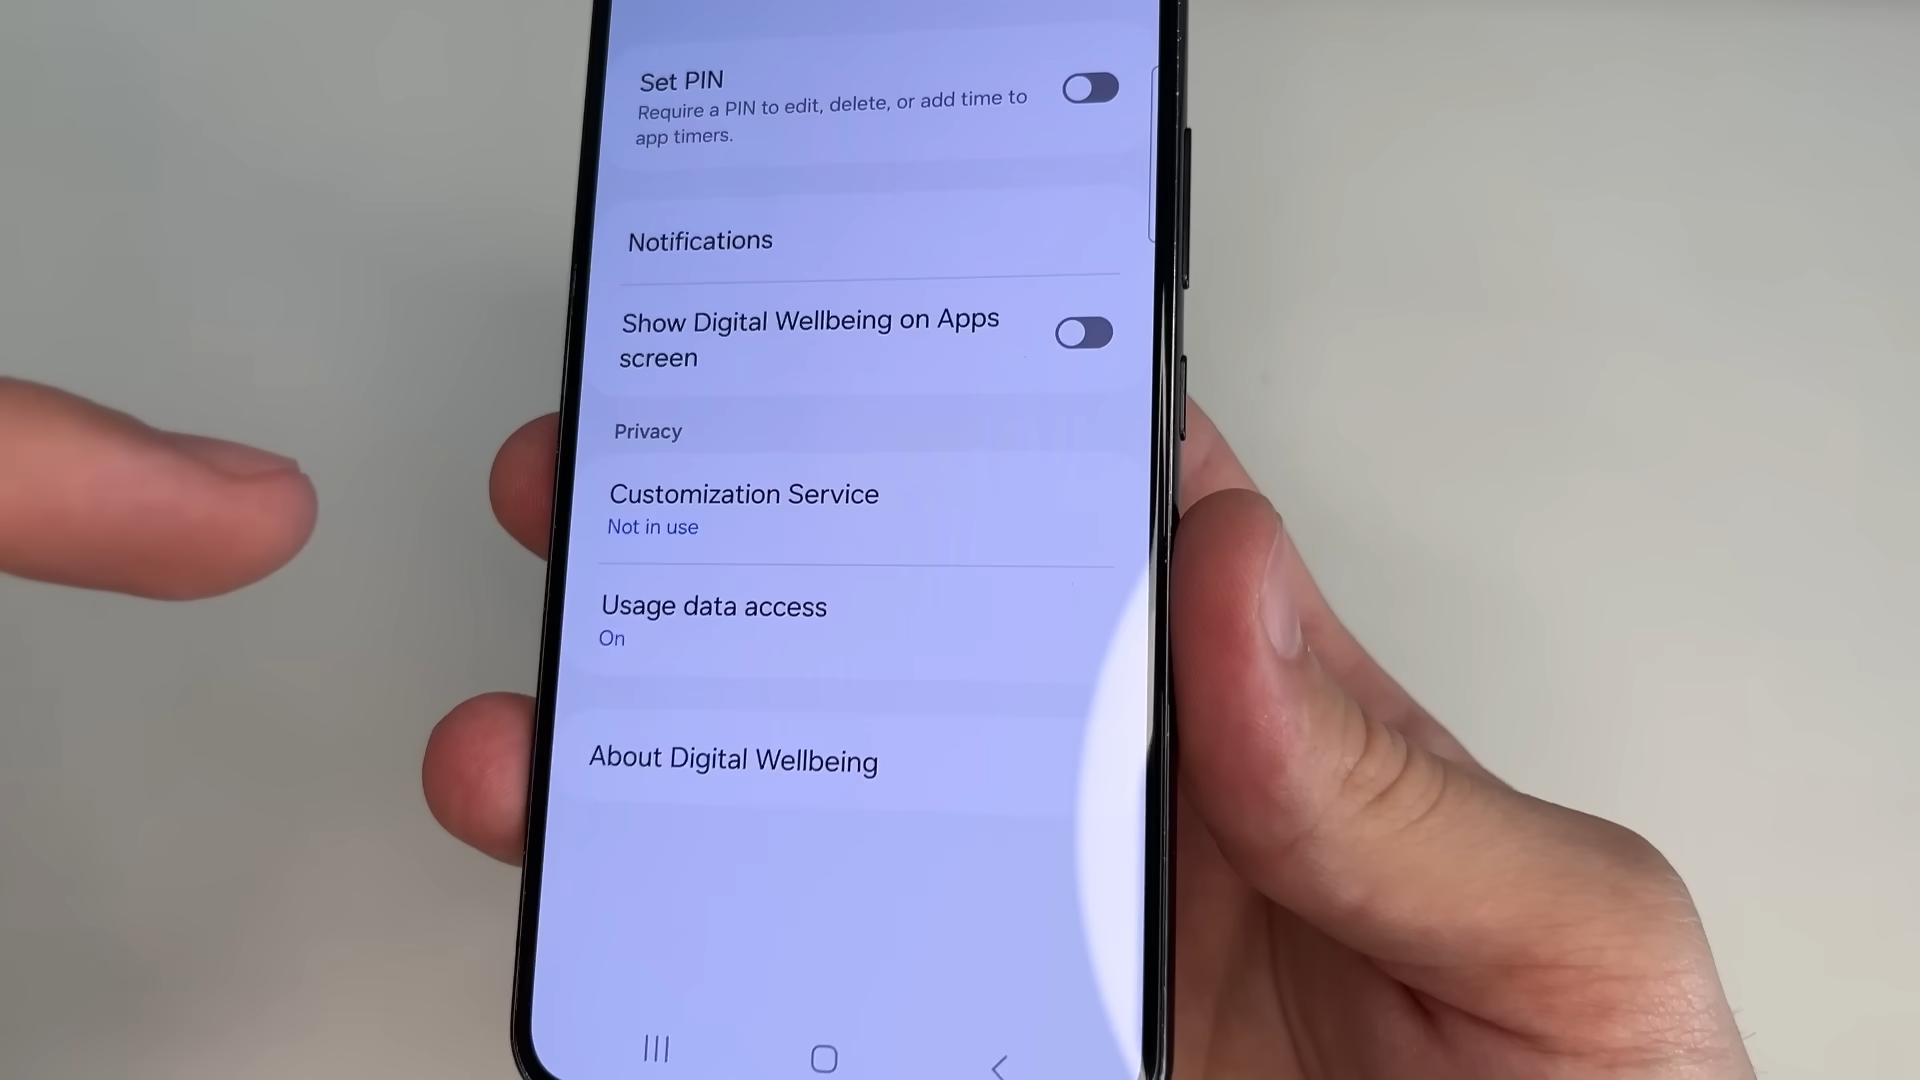 Set PIN
Require a PIN to edit, delete, or add time to
app timers.
Notifications
Show Digital Wellbeing on Apps
screen
Privacy
Customization Service
Not in use
Usage data access
On
About Digital Wellbeing